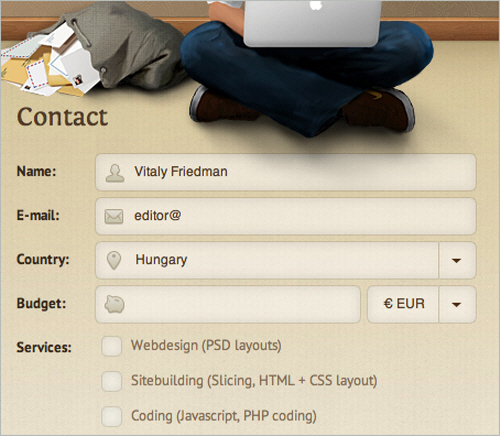 Contact
Name: Vitaly Friedman
E-mail: editor@
Country: Hungary
Budget: € EUR
Services: Webdesign (PSD layouts)
Sitebuilding (Slicing, HTML + CSS layout)
Coding (Javascript, PHP coding)